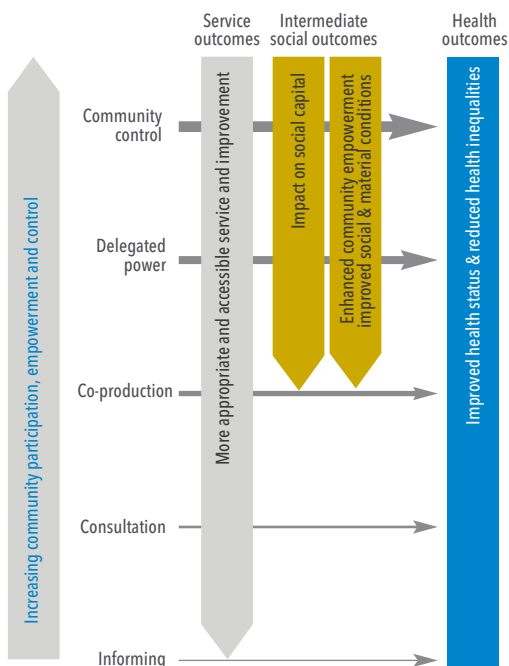 Service
outcomes
Intermediate
social outcomes
Health
outcomes
Increasing community participation, empowerment and control
Community
control
Delegated
power
Co-production
Consultation
Informing
More appropriate and accessible service and improvement
Impact on social capital
Enhanced community empowerment
improved social & material conditions
Improved health status & reduced health inequalities